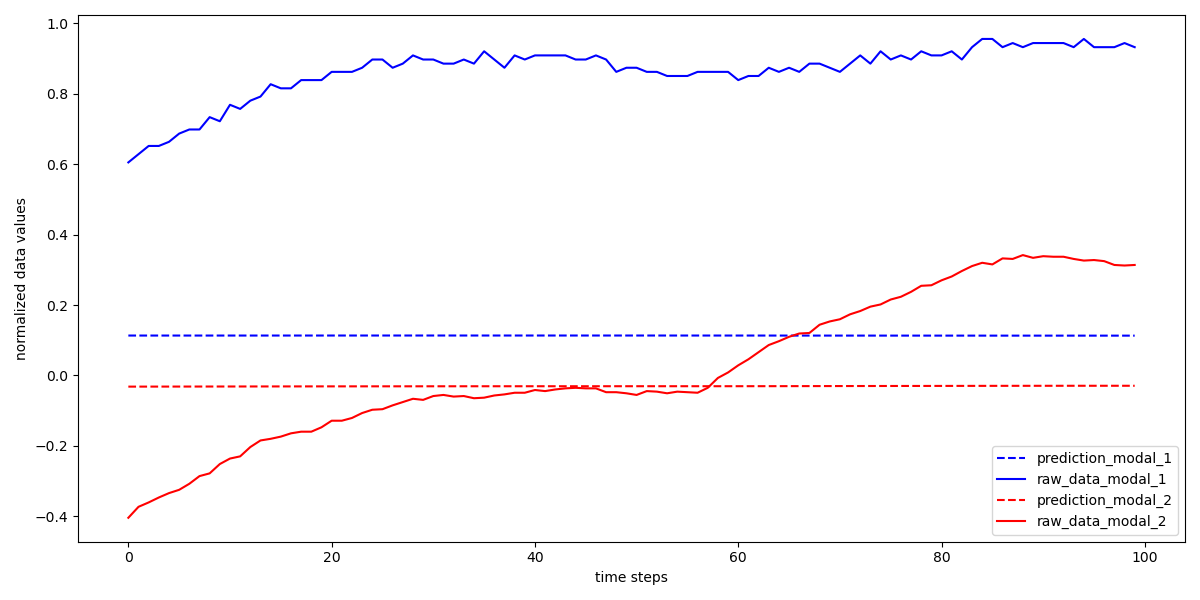 1.0
0.8
0.6
0.4
0.2
0.0
−0.2
−0.4
normalized data values
0
20
40
60
80
100
time steps
prediction_modal_1
raw_data_modal_1
prediction_modal_2
raw_data_modal_2